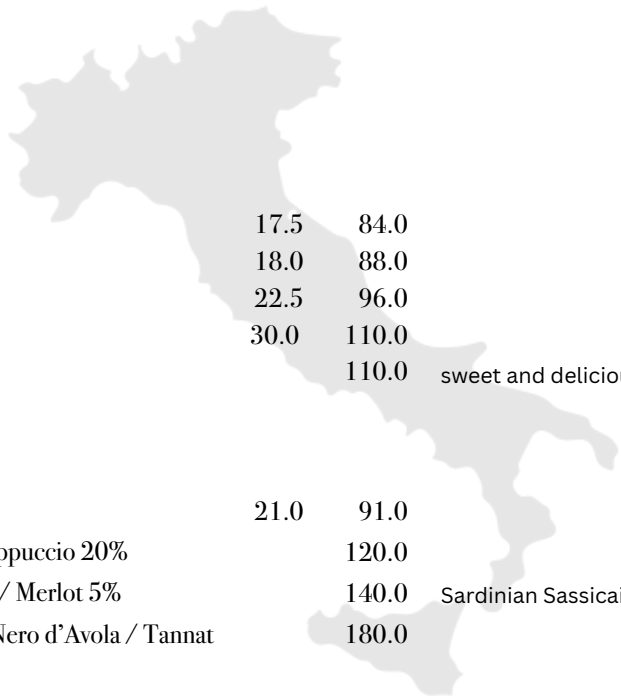 17.5 84.0
18.0 88.0
22.5 96.0
30.0 110.0
110.0 sweet and deliciou
21.0 91.0
ppuccio 20% 120.0
/ Merlot 5% 140.0 Sardinian Sassicai
Nero d’Avola / Tannat 180.0